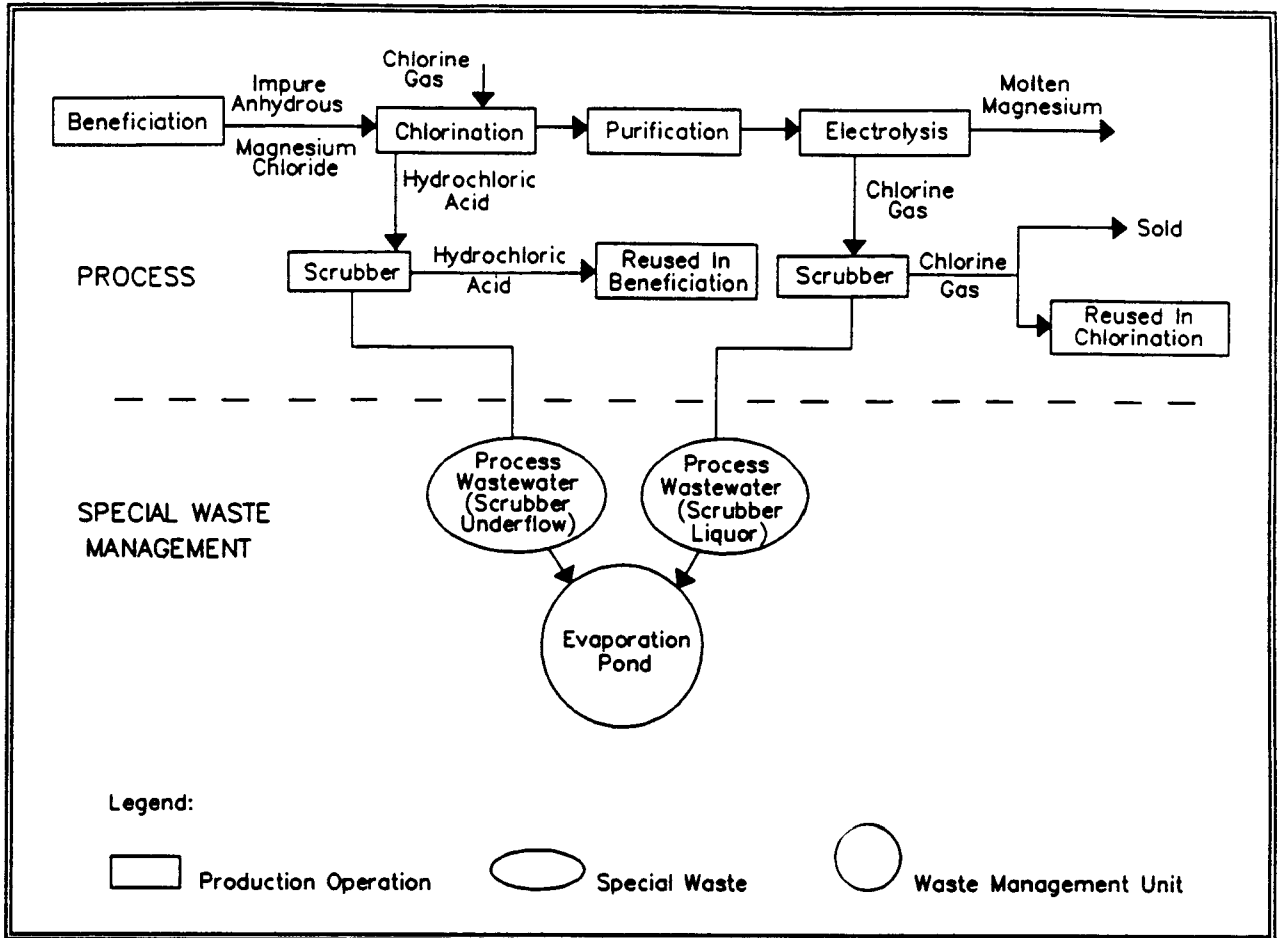 Chlorine
Gas
Beneficiation
Impure
Anhydrous
Magnesium
Chloride
Chlorination
Purification
Electrolysis
Molten
Magnesium
Hydrochloric
Acid
Chlorine
Gas
PROCESS
Scrubber
Hydrochloric
Acid
Reused In
Beneficiation
Scrubber
Chlorine
Gas
Sold
Reused In
Chlorination
SPECIAL WASTE
MANAGEMENT
Process
Wastewater
(Scrubber
Underflow)
Process
Wastewater
(Scrubber
Liquor)
Evaporation
Pond
Legend:
Production Operation
Special Waste
Waste Management Unit